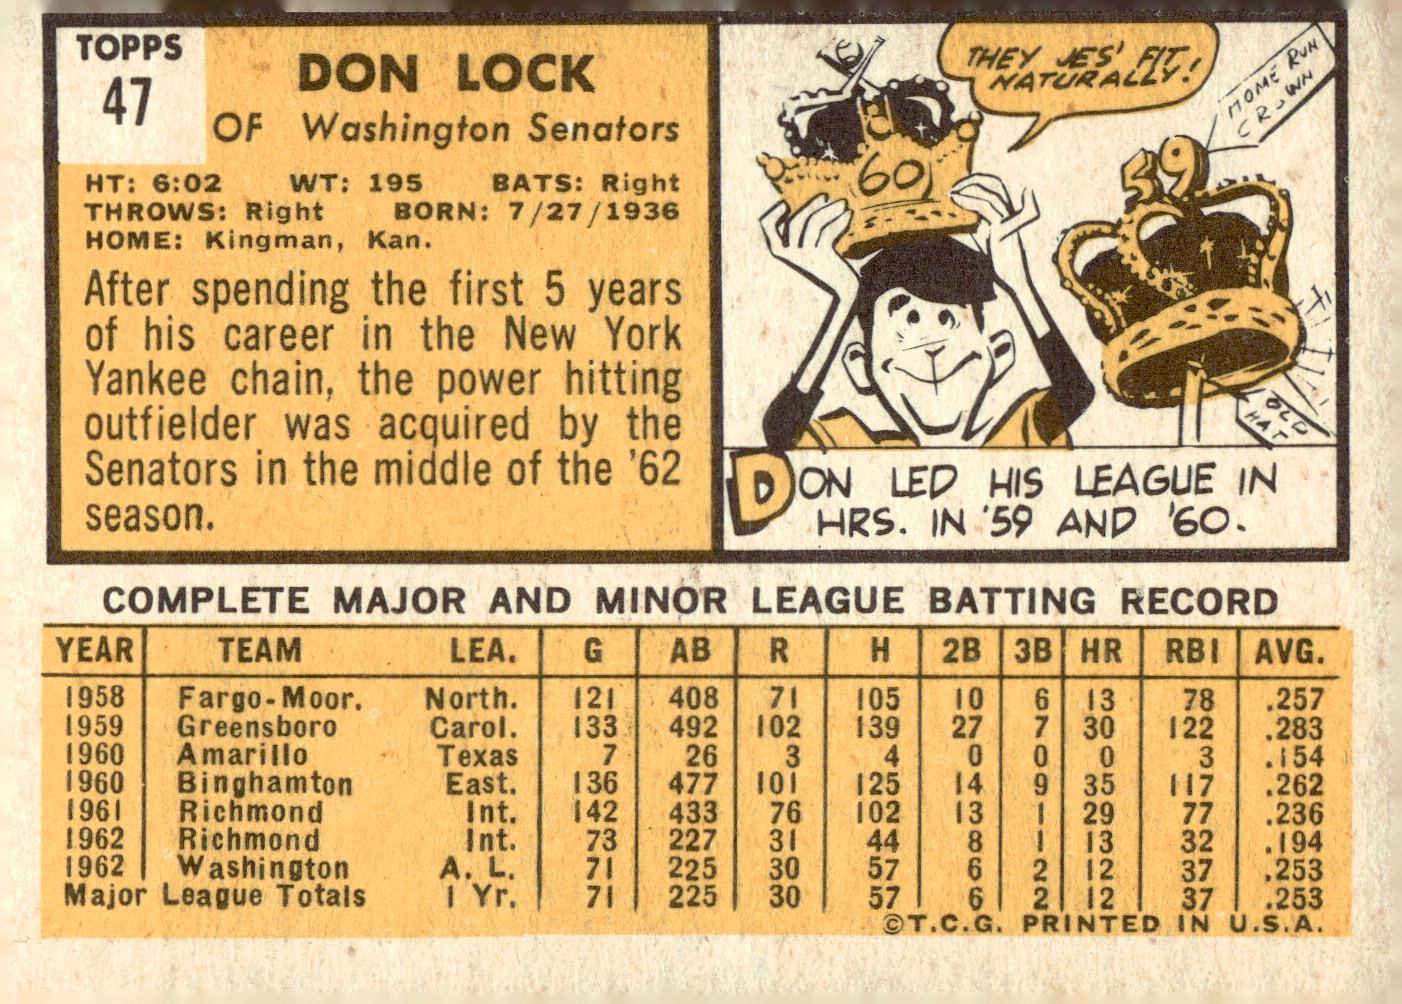 TOPPS
47
DON LOCK
OF Washington Senators
HT: 6:02 WT: 195 BATS: Right
THROWS: Right BORN: 7/27/1936
HOME: Kingman, Kan.
After spending the first 5 years
of his career in the New York
Yankee chain, the power hitting
outfielder was acquired by the
Senators in the middle of the '62
season.
THEY JES' FIT
NATURALLY!
HOME RUN
CROWN
60
59
OLD
HAT
DON LED HIS LEAGUE IN
HRS. IN '59 AND '60.
COMPLETE MAJOR AND MINOR LEAGUE BATTING RECORD
YEAR TEAM LEA. G AB R H 2B 3B HR RBI AVG.
1958 Fargo-Moor. North. 121 408 71 105 10 6 13 78 .257
1959 Greensboro Carol. 133 492 102 139 27 7 30 122 .283
1960 Amarillo Texas 7 26 3 4 0 0 0 3 .154
1960 Binghamton East. 136 477 101 125 14 9 35 117 .262
1961 Richmond Int. 142 433 76 102 13 1 29 77 .236
1962 Richmond Int. 73 227 31 44 8 1 13 32 .194
1962 Washington A. L. 71 225 30 57 6 2 12 37 .253
Major League Totals 1 Yr. 71 225 30 57 6 2 12 37 .253
©T.C.G. PRINTED IN U.S.A.